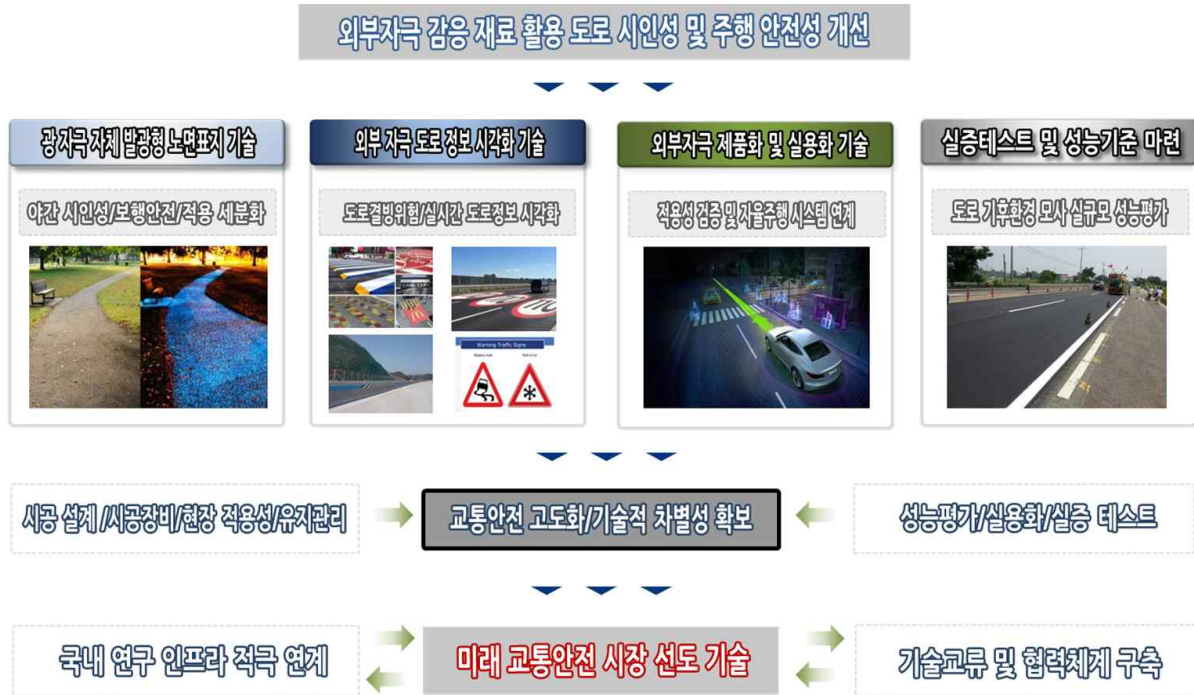 외부자극 감응 재료 활용 도로 시인성 및 주행 안전성 개선
광 자극 자체 발광형 노면표지 기술
외부 자극 도로 정보 시각화 기술
외부자극 제품화 및 실용화 기술
실증테스트 및 성능기준 마련
야간 시인성/보행안전/적용 세분화
도로결빙위험/실시간 도로정보 시각화
적용성 검증 및 자율주행 시스템 연계
도로 기후환경 모사 실규모 성능평가
Warning Traffic Signs
시공 설계 /시공장비/현장 적용성/유지관리
교통안전 고도화/기술적 차별성 확보
성능평가/실용화/실증 테스트
국내 연구 인프라 적극 연계
미래 교통안전 시장 선도 기술
기술교류 및 협력체계 구축